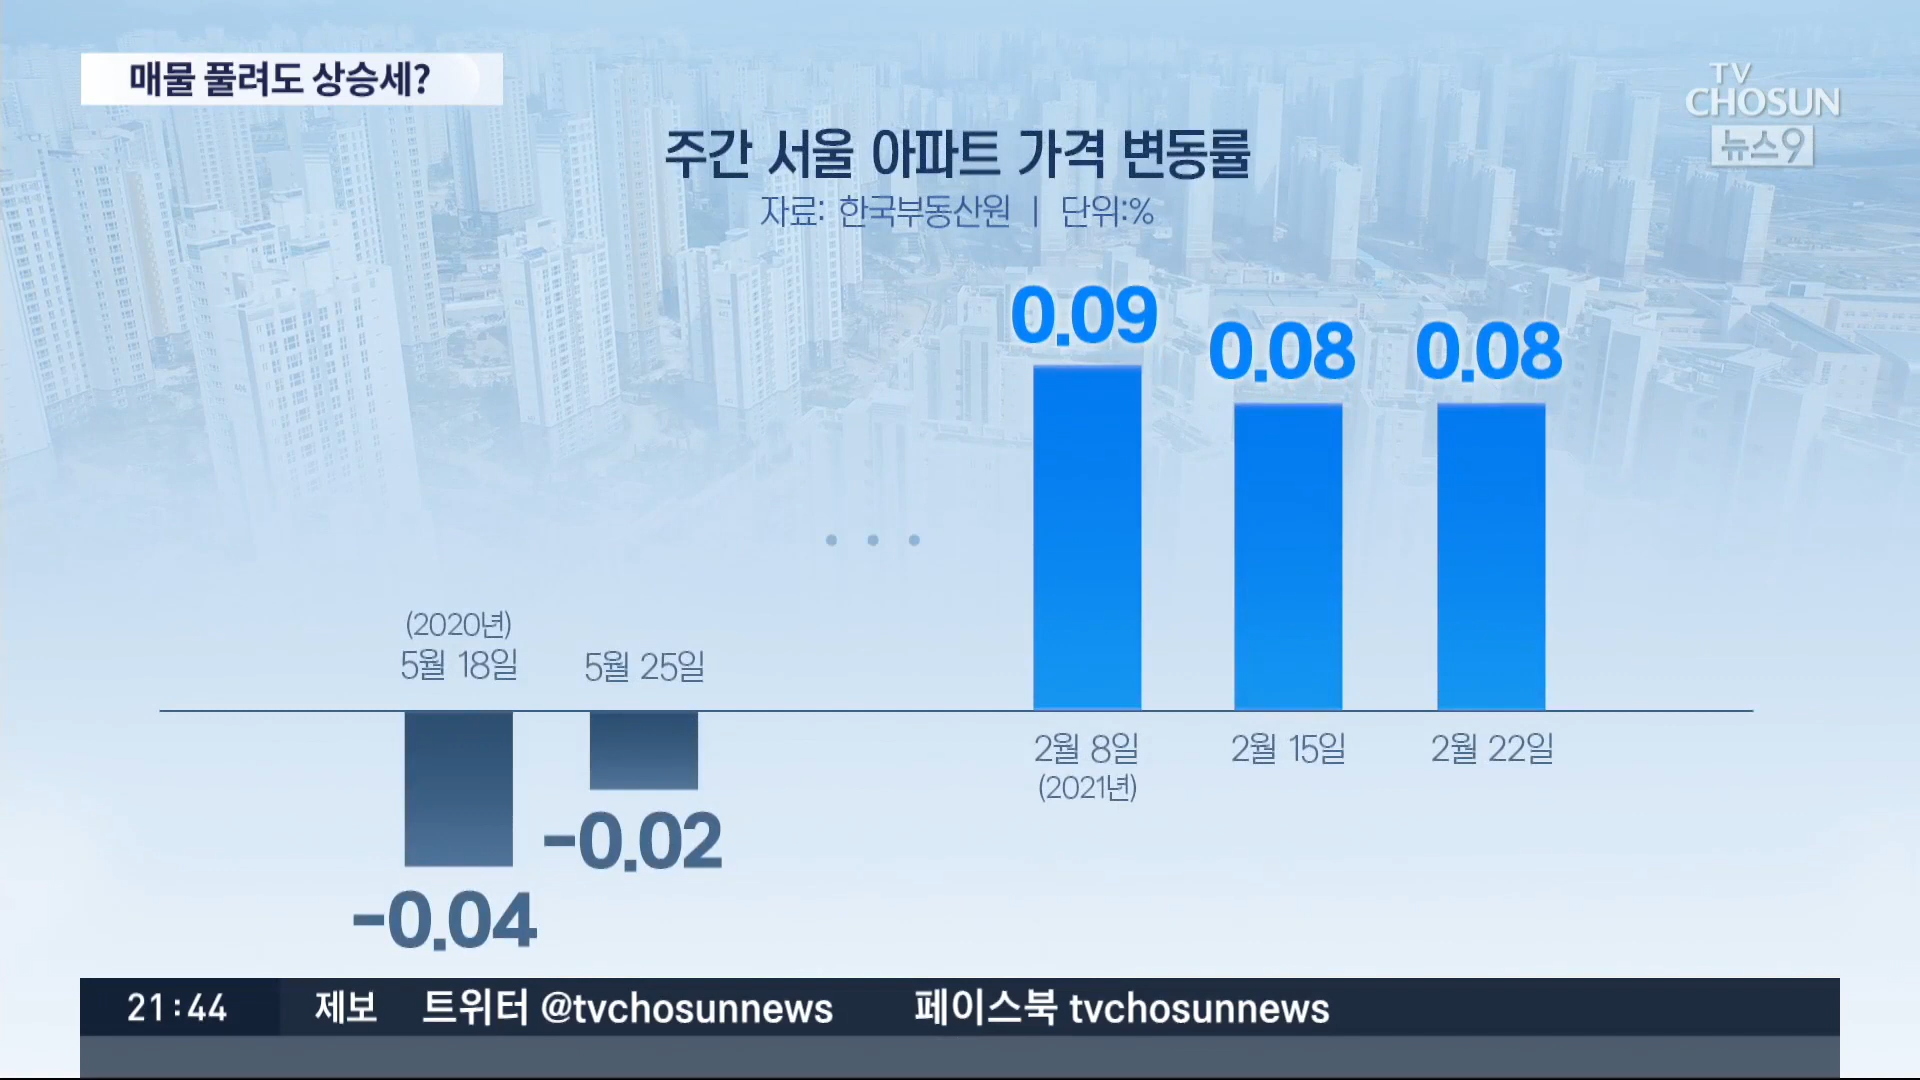 매물 풀려도 상승세?
TV
CHOSUN
뉴스9
주간 서울 아파트 가격 변동률
자료: 한국부동산원 | 단위:%
0.09
0.08
0.08
(2020년)
5월 18일
5월 25일
-0.04
-0.02
2월 8일
(2021년)
2월 15일
2월 22일
21:44 제보 트위터 @tvchosunnews 페이스북 tvchosunnews